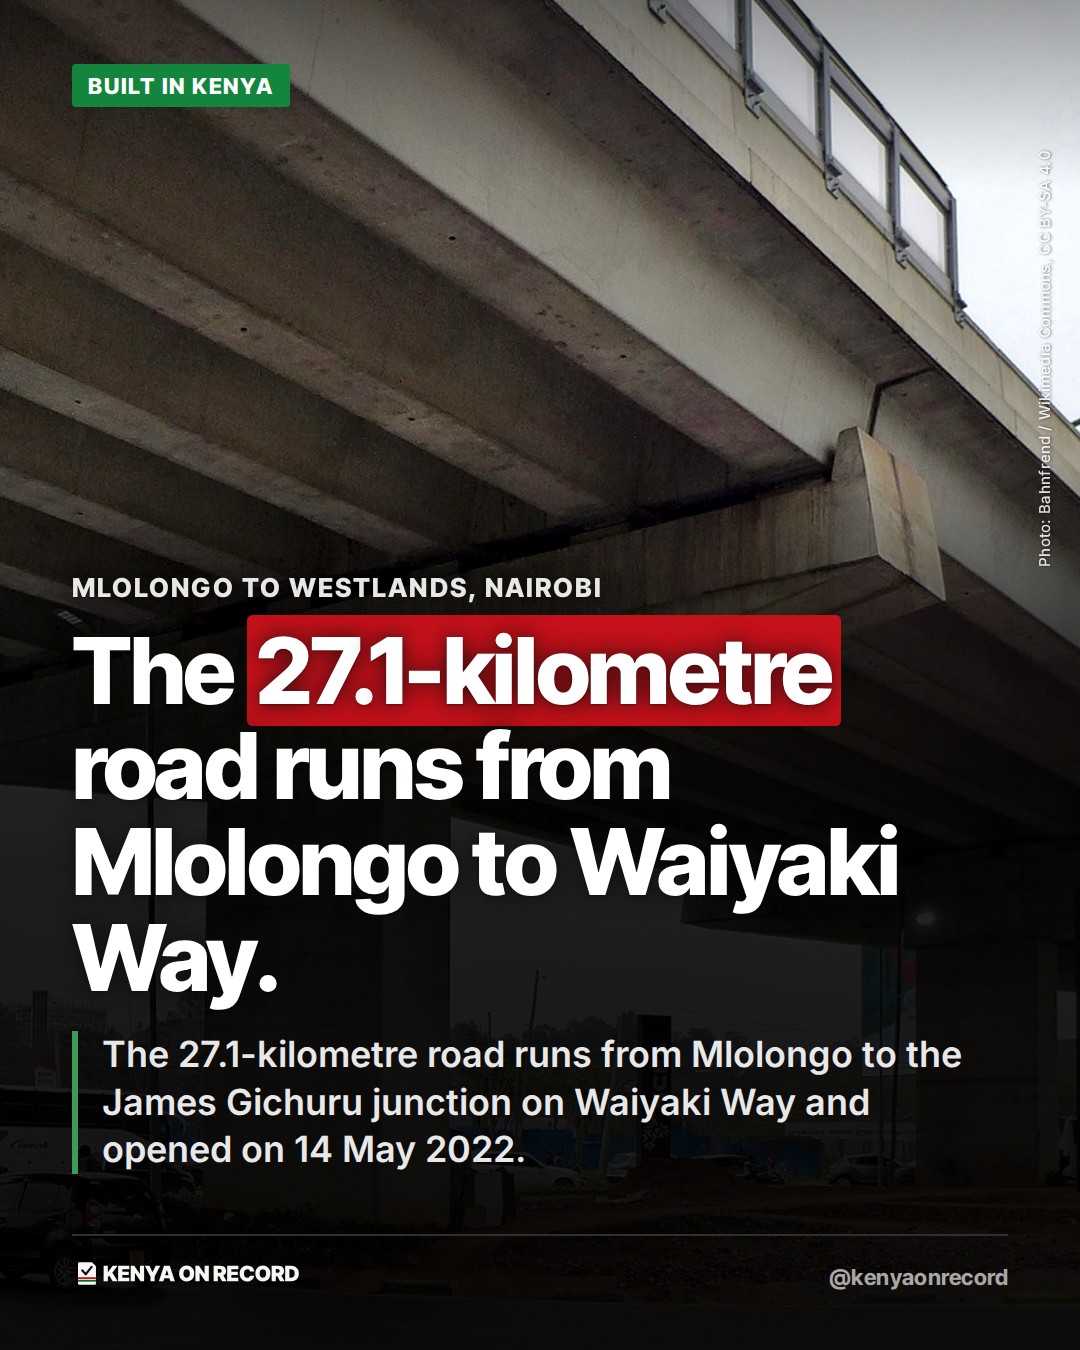 BUILT IN KENYA
Photo: Bahnfrend / Wikimedia Commons, CC BY-SA 4.0
MLOLONGO TO WESTLANDS, NAIROBI
The 27.1-kilometre
road runs from
Mlolongo to Waiyaki
Way.
The 27.1-kilometre road runs from Mlolongo to the
James Gichuru junction on Waiyaki Way and
opened on 14 May 2022.
KENYA ON RECORD
@kenyaonrecord